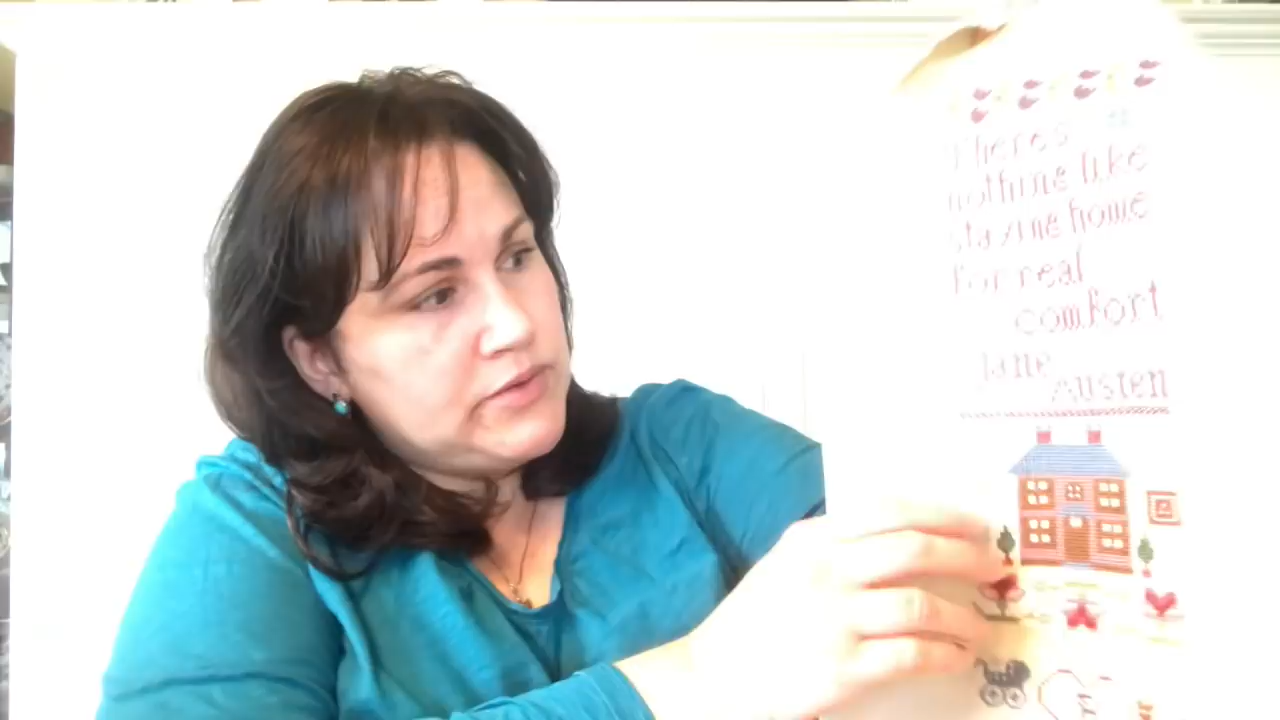 There's
nothing like
staying home
for real
comfort
Jane
Austen